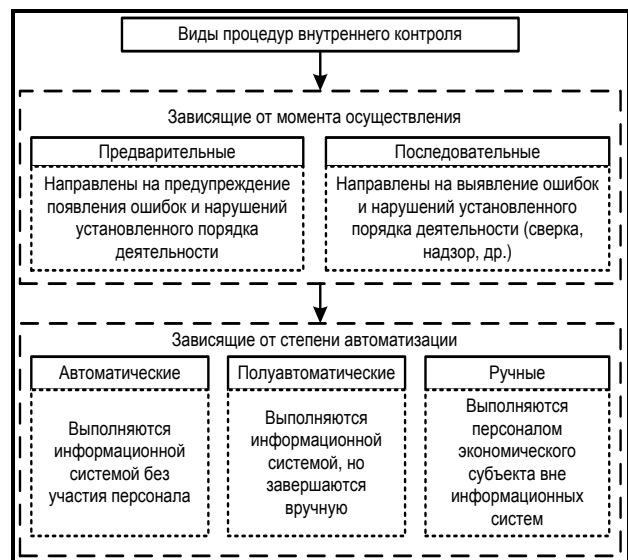 Виды процедур внутреннего контроля
Зависящие от момента осуществления
Предварительные
Направлены на предупреждение
появления ошибок и нарушений
установленного порядка
деятельности
Последовательные
Направлены на выявление ошибок
и нарушений установленного
порядка деятельности (сверка,
надзор, др.)
Зависящие от степени автоматизации
Автоматические
Выполняются
информационной
системой без
участия персонала
Полуавтоматические
Выполняются
информационной
системой, но
завершаются
вручную
Ручные
Выполняются
персоналом
экономического
субъекта вне
информационных
систем